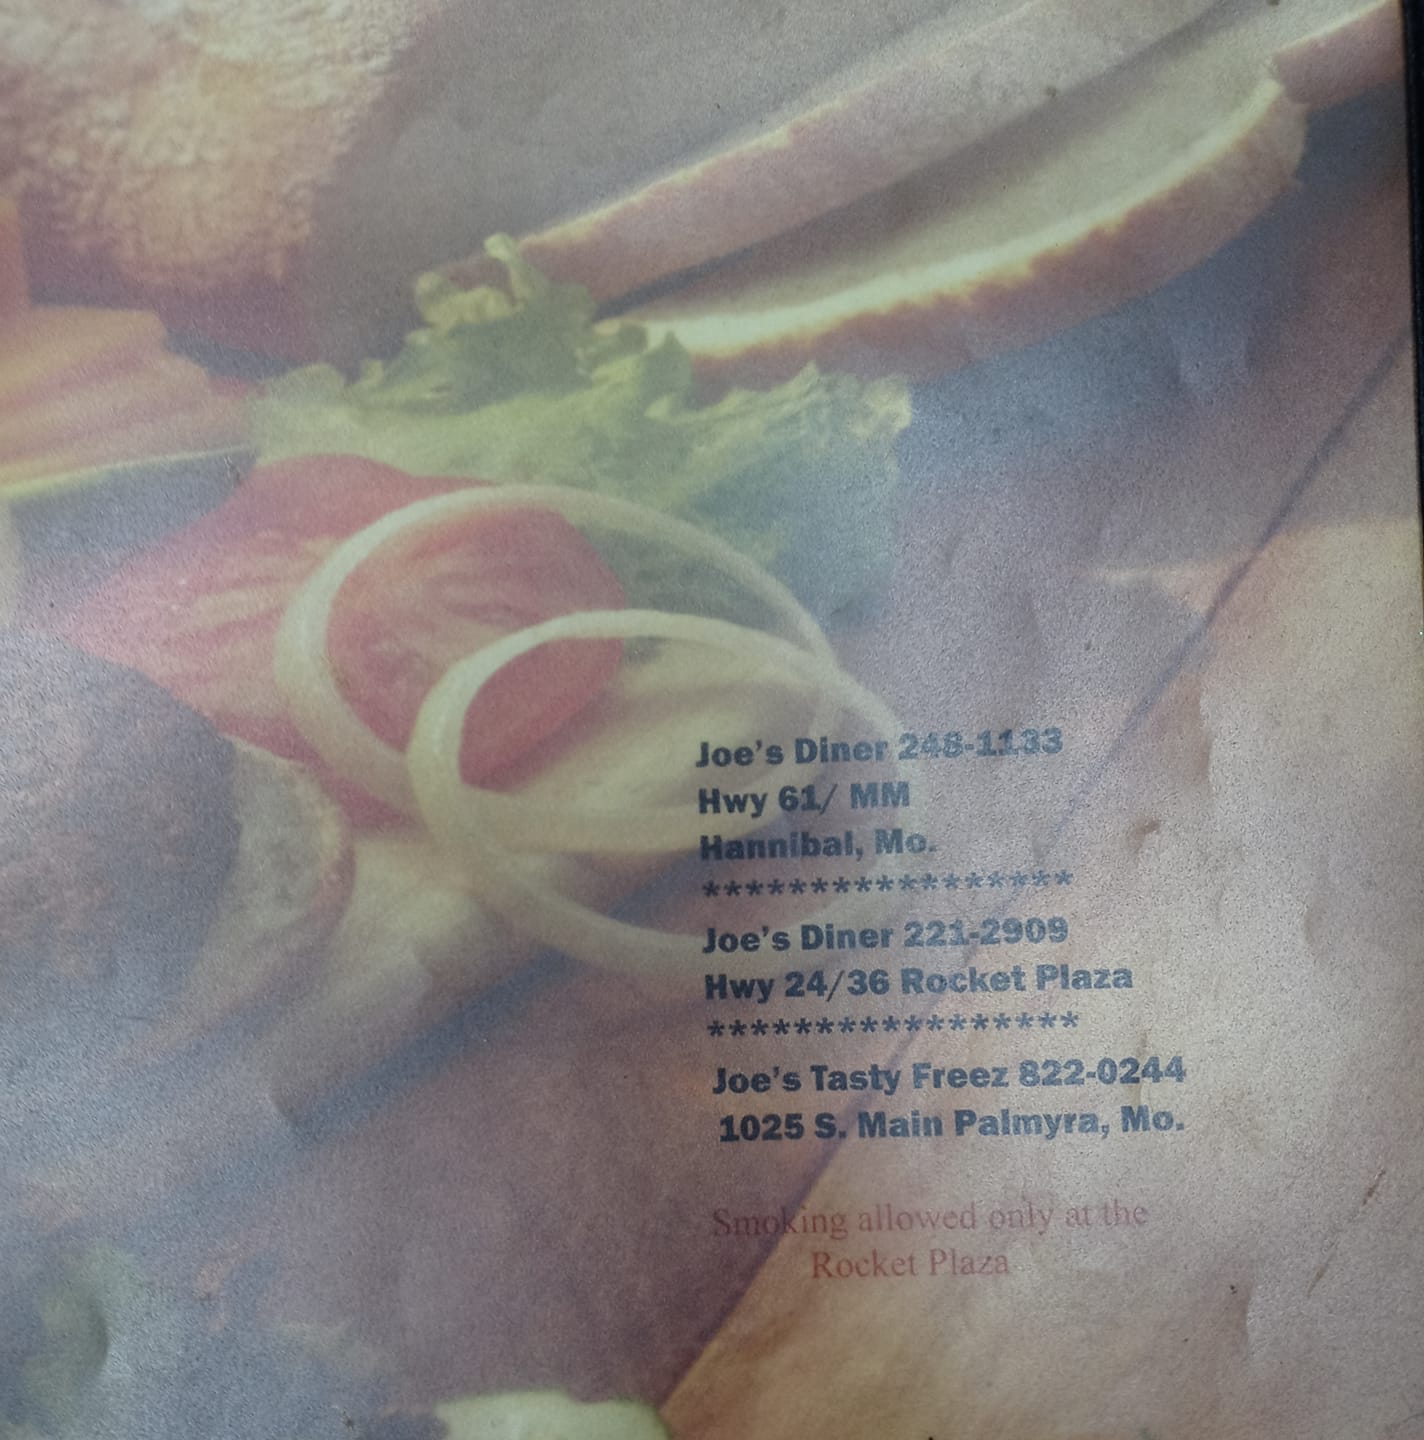 Joe's Diner 248-1133
Hwy 61/ MM
Hannibal, Mo.
*****************
Joe's Diner 221-2909
Hwy 24/36 Rocket Plaza
*****************
Joe's Tasty Freez 822-0244
1025 S. Main Palmyra, Mo.
Smoking allowed only at the
Rocket Plaza